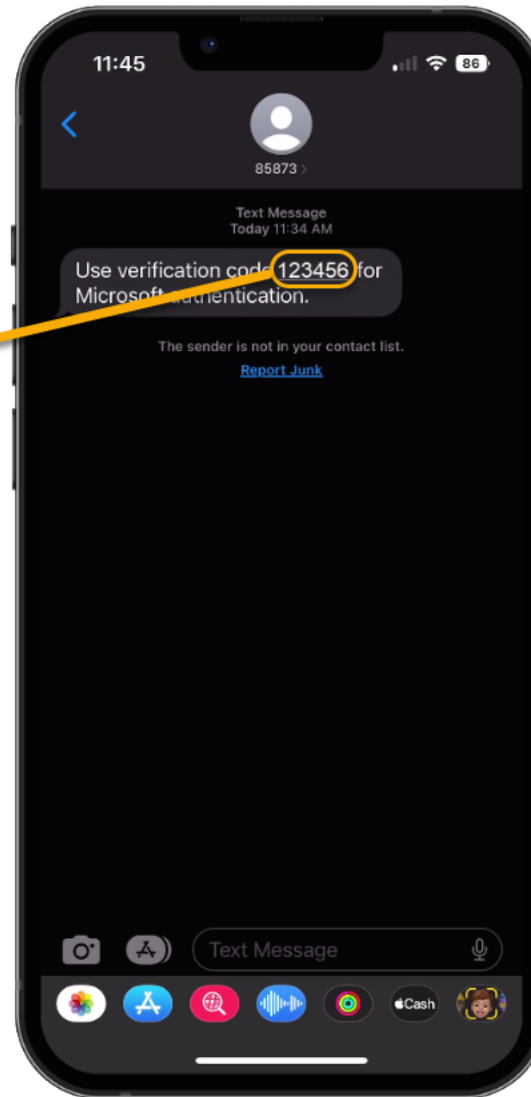 11:45
86
85873 >
Text Message
Today 11:34 AM
Use verification code 123456 for
Microsoft authentication.
The sender is not in your contact list.
Report Junk
Text Message
Cash